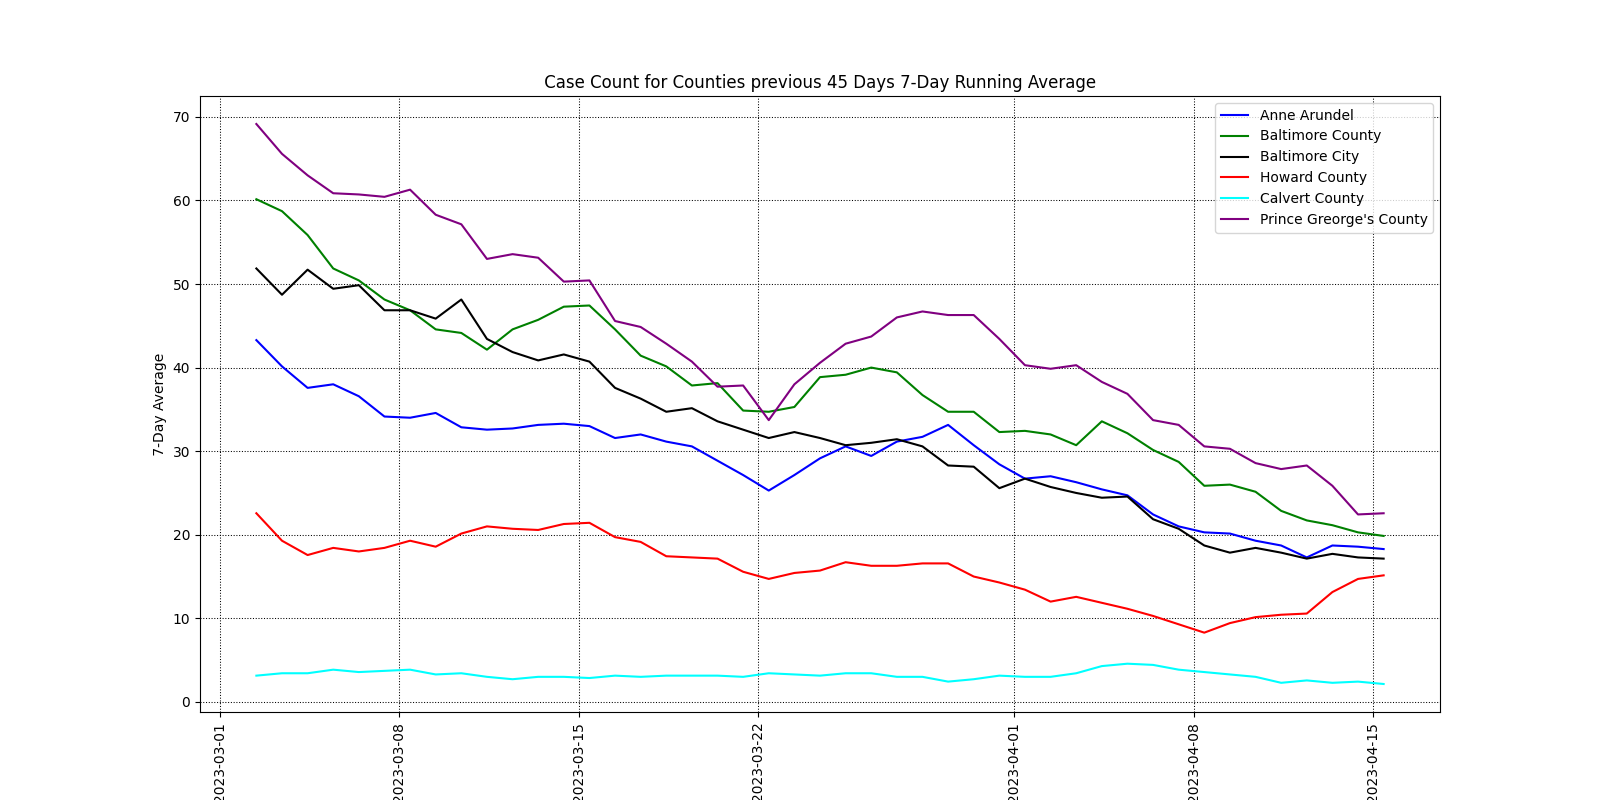 Case Count for Counties previous 45 Days 7-Day Running Average
7-Day Average
70
60
50
40
30
20
10
0
Anne Arundel
Baltimore County
Baltimore City
Howard County
Calvert County
Prince Greorge's County
2023-03-01
2023-03-08
2023-03-15
2023-03-22
2023-04-01
2023-04-08
2023-04-15